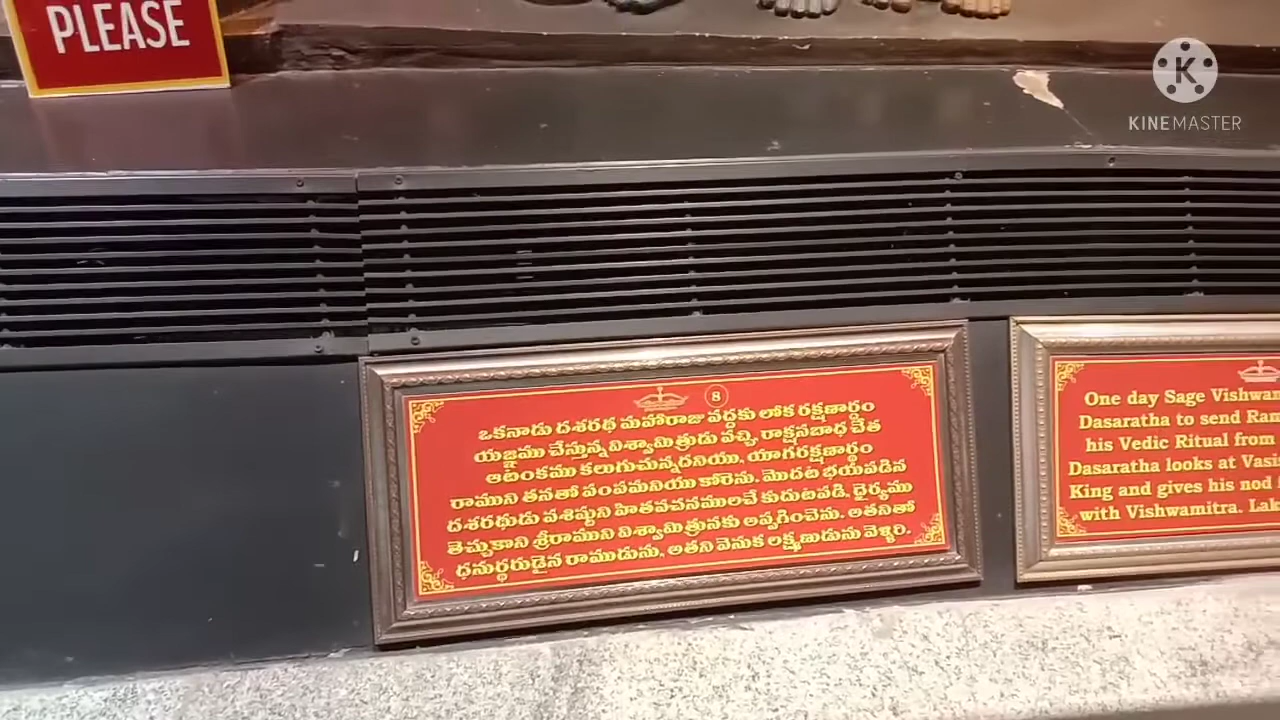 PLEASE
KINEMASTER
8
ఒకనాడు దశరథ మహారాజు వద్దకు లోక రక్షణార్థం
యజ్ఞము చేస్తున్న విశ్వామిత్రుడు వచ్చి, రాక్షసబాధ చేత
ఆటంకము కలుగుచున్నదనియు, యాగరక్షణార్థం
రాముని తనతో పంపమనియు కోరెను. మొదట భయపడిన
దశరథుడు వశిష్ఠుని హితవచనములచే కుదుటపడి, ధైర్యము
తెచ్చుకొని శ్రీరాముని విశ్వామిత్రునకు అప్పగించెను. అతనితో
ధనుర్ధరుడైన రాముడును, అతని వెనుక లక్ష్మణుడును వెళ్ళిరి.
One day Sage Vishwam
Dasaratha to send Ram
his Vedic Ritual from
Dasaratha looks at Vasi
King and gives his nod
with Vishwamitra. Lak